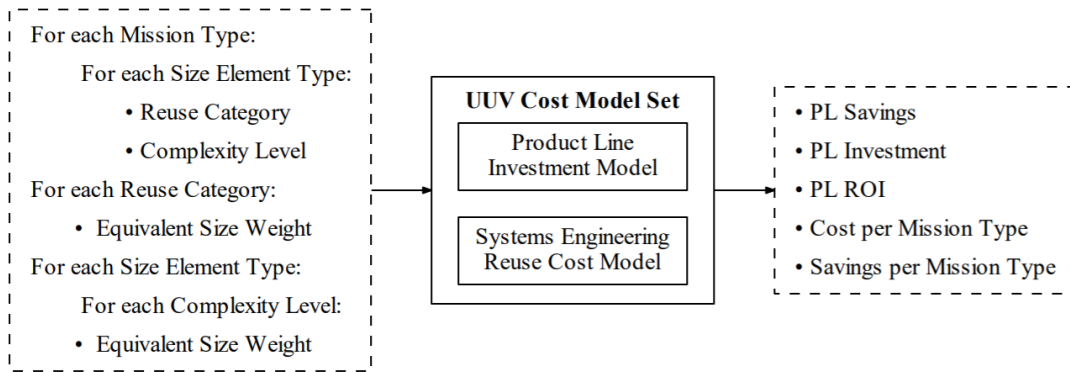 For each Mission Type:
For each Size Element Type:
• Reuse Category
• Complexity Level
For each Reuse Category:
• Equivalent Size Weight
For each Size Element Type:
For each Complexity Level:
• Equivalent Size Weight
UUV Cost Model Set
Product Line
Investment Model
Systems Engineering
Reuse Cost Model
• PL Savings
• PL Investment
• PL ROI
• Cost per Mission Type
• Savings per Mission Type